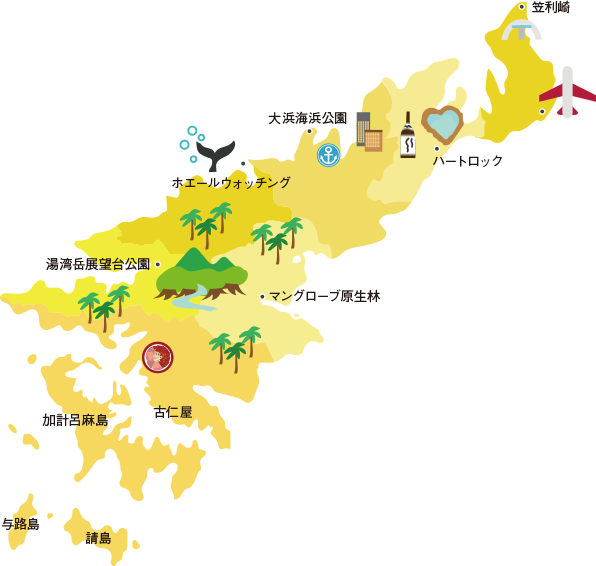 笠利崎
大浜海浜公園
ハートロック
ホエールウォッチング
湯湾岳展望台公園
マングローブ原生林
古仁屋
加計呂麻島
与路島
請島